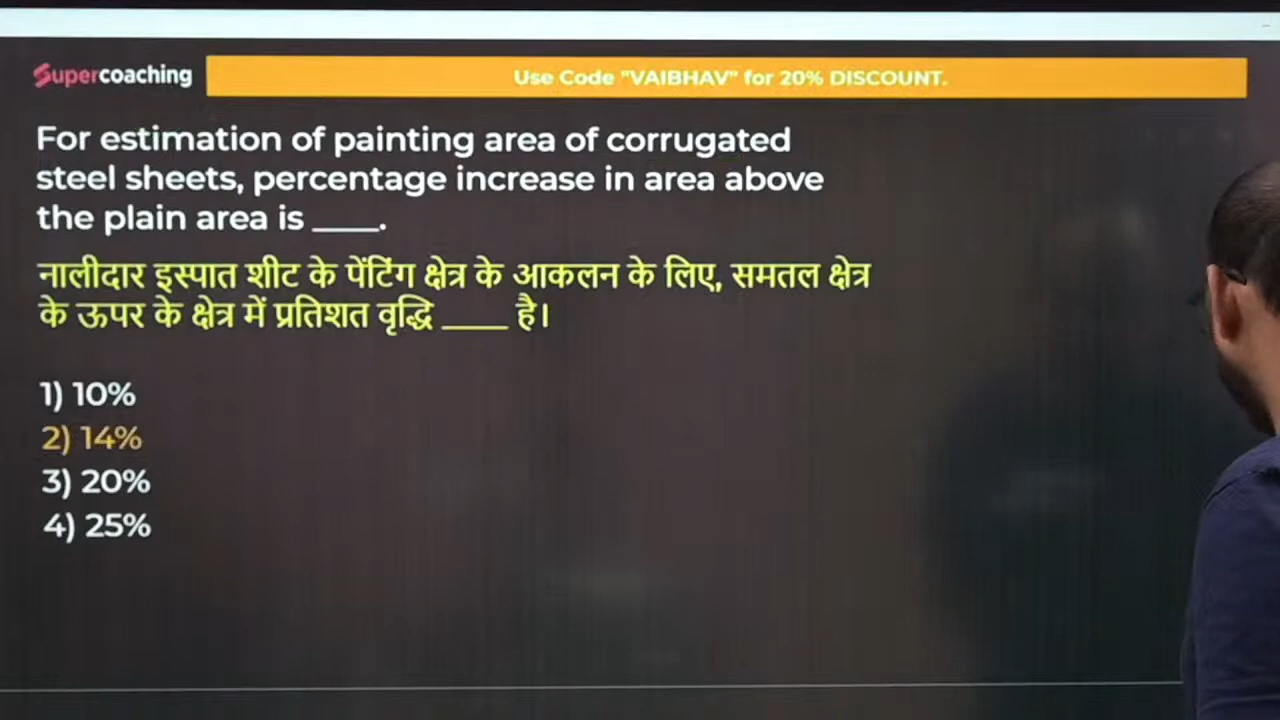 Supercoaching
Use Code "VAIBHAV" for 20% DISCOUNT.
For estimation of painting area of corrugated
steel sheets, percentage increase in area above
the plain area is ____.
नालीदार इस्पात शीट के पेंटिंग क्षेत्र के आकलन के लिए, समतल क्षेत्र
के ऊपर के क्षेत्र में प्रतिशत वृद्धि ____ है।
1) 10%
2) 14%
3) 20%
4) 25%